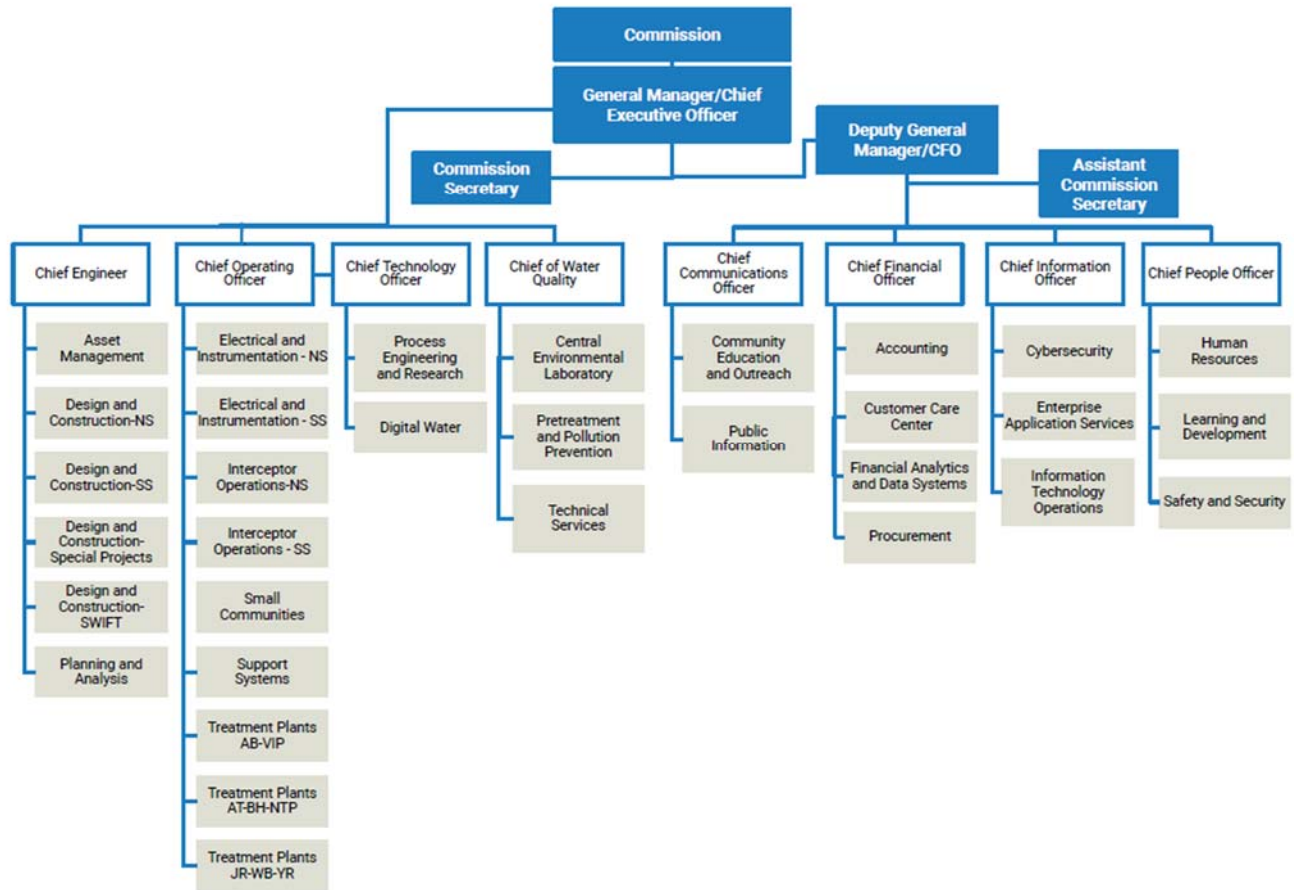 Commission
General Manager/Chief
Executive Officer
Deputy General
Manager/CFO
Commission
Secretary
Assistant
Commission
Secretary
Chief Engineer
Asset
Management
Design and
Construction-NS
Design and
Construction-SS
Design and
Construction-
Special Projects
Design and
Construction-
SWIFT
Planning and
Analysis
Chief Operating
Officer
Electrical and
Instrumentation - NS
Electrical and
Instrumentation - SS
Interceptor
Operations-NS
Interceptor
Operations - SS
Small
Communities
Support
Systems
Treatment Plants
AB-VIP
Treatment Plants
AT-BH-NTP
Treatment Plants
JR-WB-YR
Chief Technology
Officer
Process
Engineering
and Research
Digital Water
Chief of Water
Quality
Central
Environmental
Laboratory
Pretreatment
and Pollution
Prevention
Technical
Services
Chief
Communications
Officer
Community
Education
and Outreach
Public
Information
Chief Financial
Officer
Accounting
Customer Care
Center
Financial Analytics
and Data Systems
Procurement
Chief Information
Officer
Cybersecurity
Enterprise
Application Services
Information
Technology
Operations
Chief People Officer
Human
Resources
Learning and
Development
Safety and Security